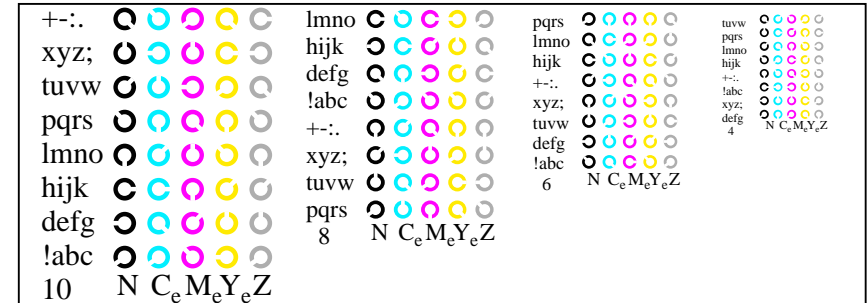 +-:.
xyz;
tuvw
pqrs
lmno
hijk
defg
!abc
10 N CeMeYeZ
lmno
hijk
defg
!abc
+-:.
xyz;
tuvw
pqrs
8 N CeMeYeZ
pqrs
lmno
hijk
+-:.
xyz;
tuvw
defg
!abc
6 N CeMeYeZ
tuvw
pqrs
lmno
hijk
+-:.
!abc
xyz;
defg
4 N CeMeYeZ